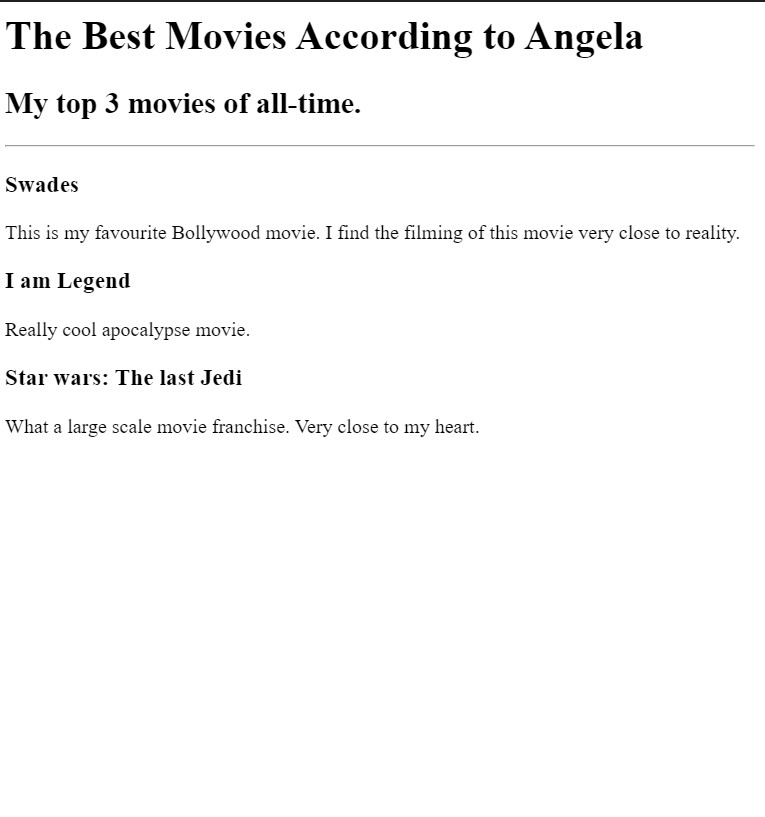 The Best Movies According to Angela
My top 3 movies of all-time.
Swades
This is my favourite Bollywood movie. I find the filming of this movie very close to reality.
I am Legend
Really cool apocalypse movie.
Star wars: The last Jedi
What a large scale movie franchise. Very close to my heart.